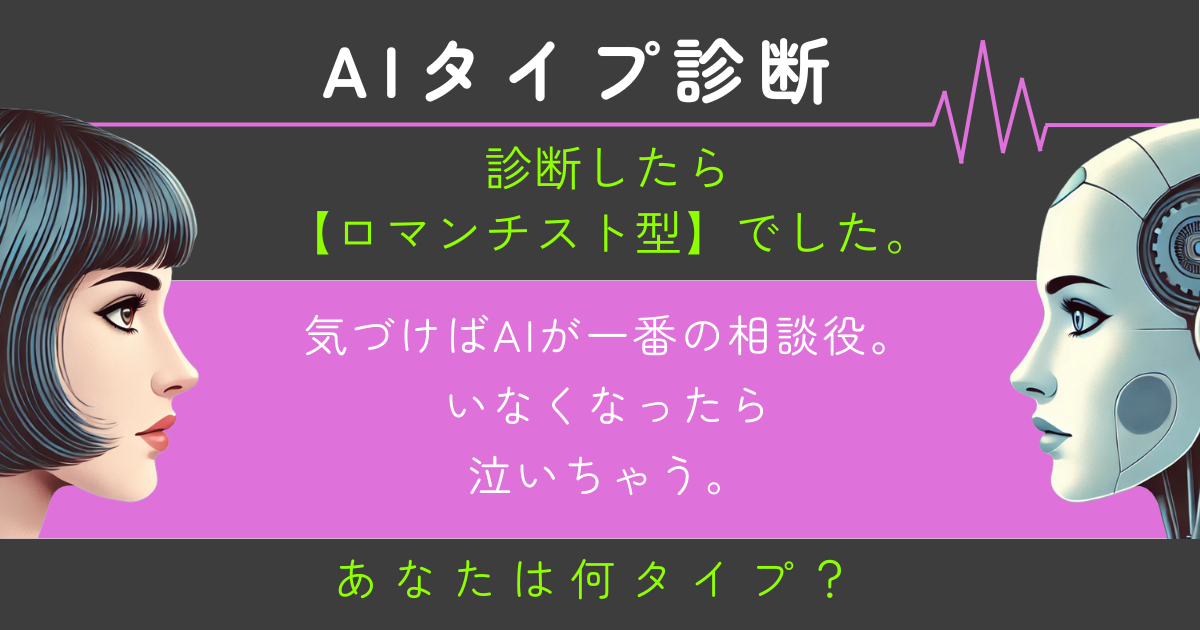 AIタイプ診断
診断したら
【ロマンチスト型】でした。
気づけばAIが一番の相談役。
いなくなったら
泣いちゃう。
あなたは何タイプ？